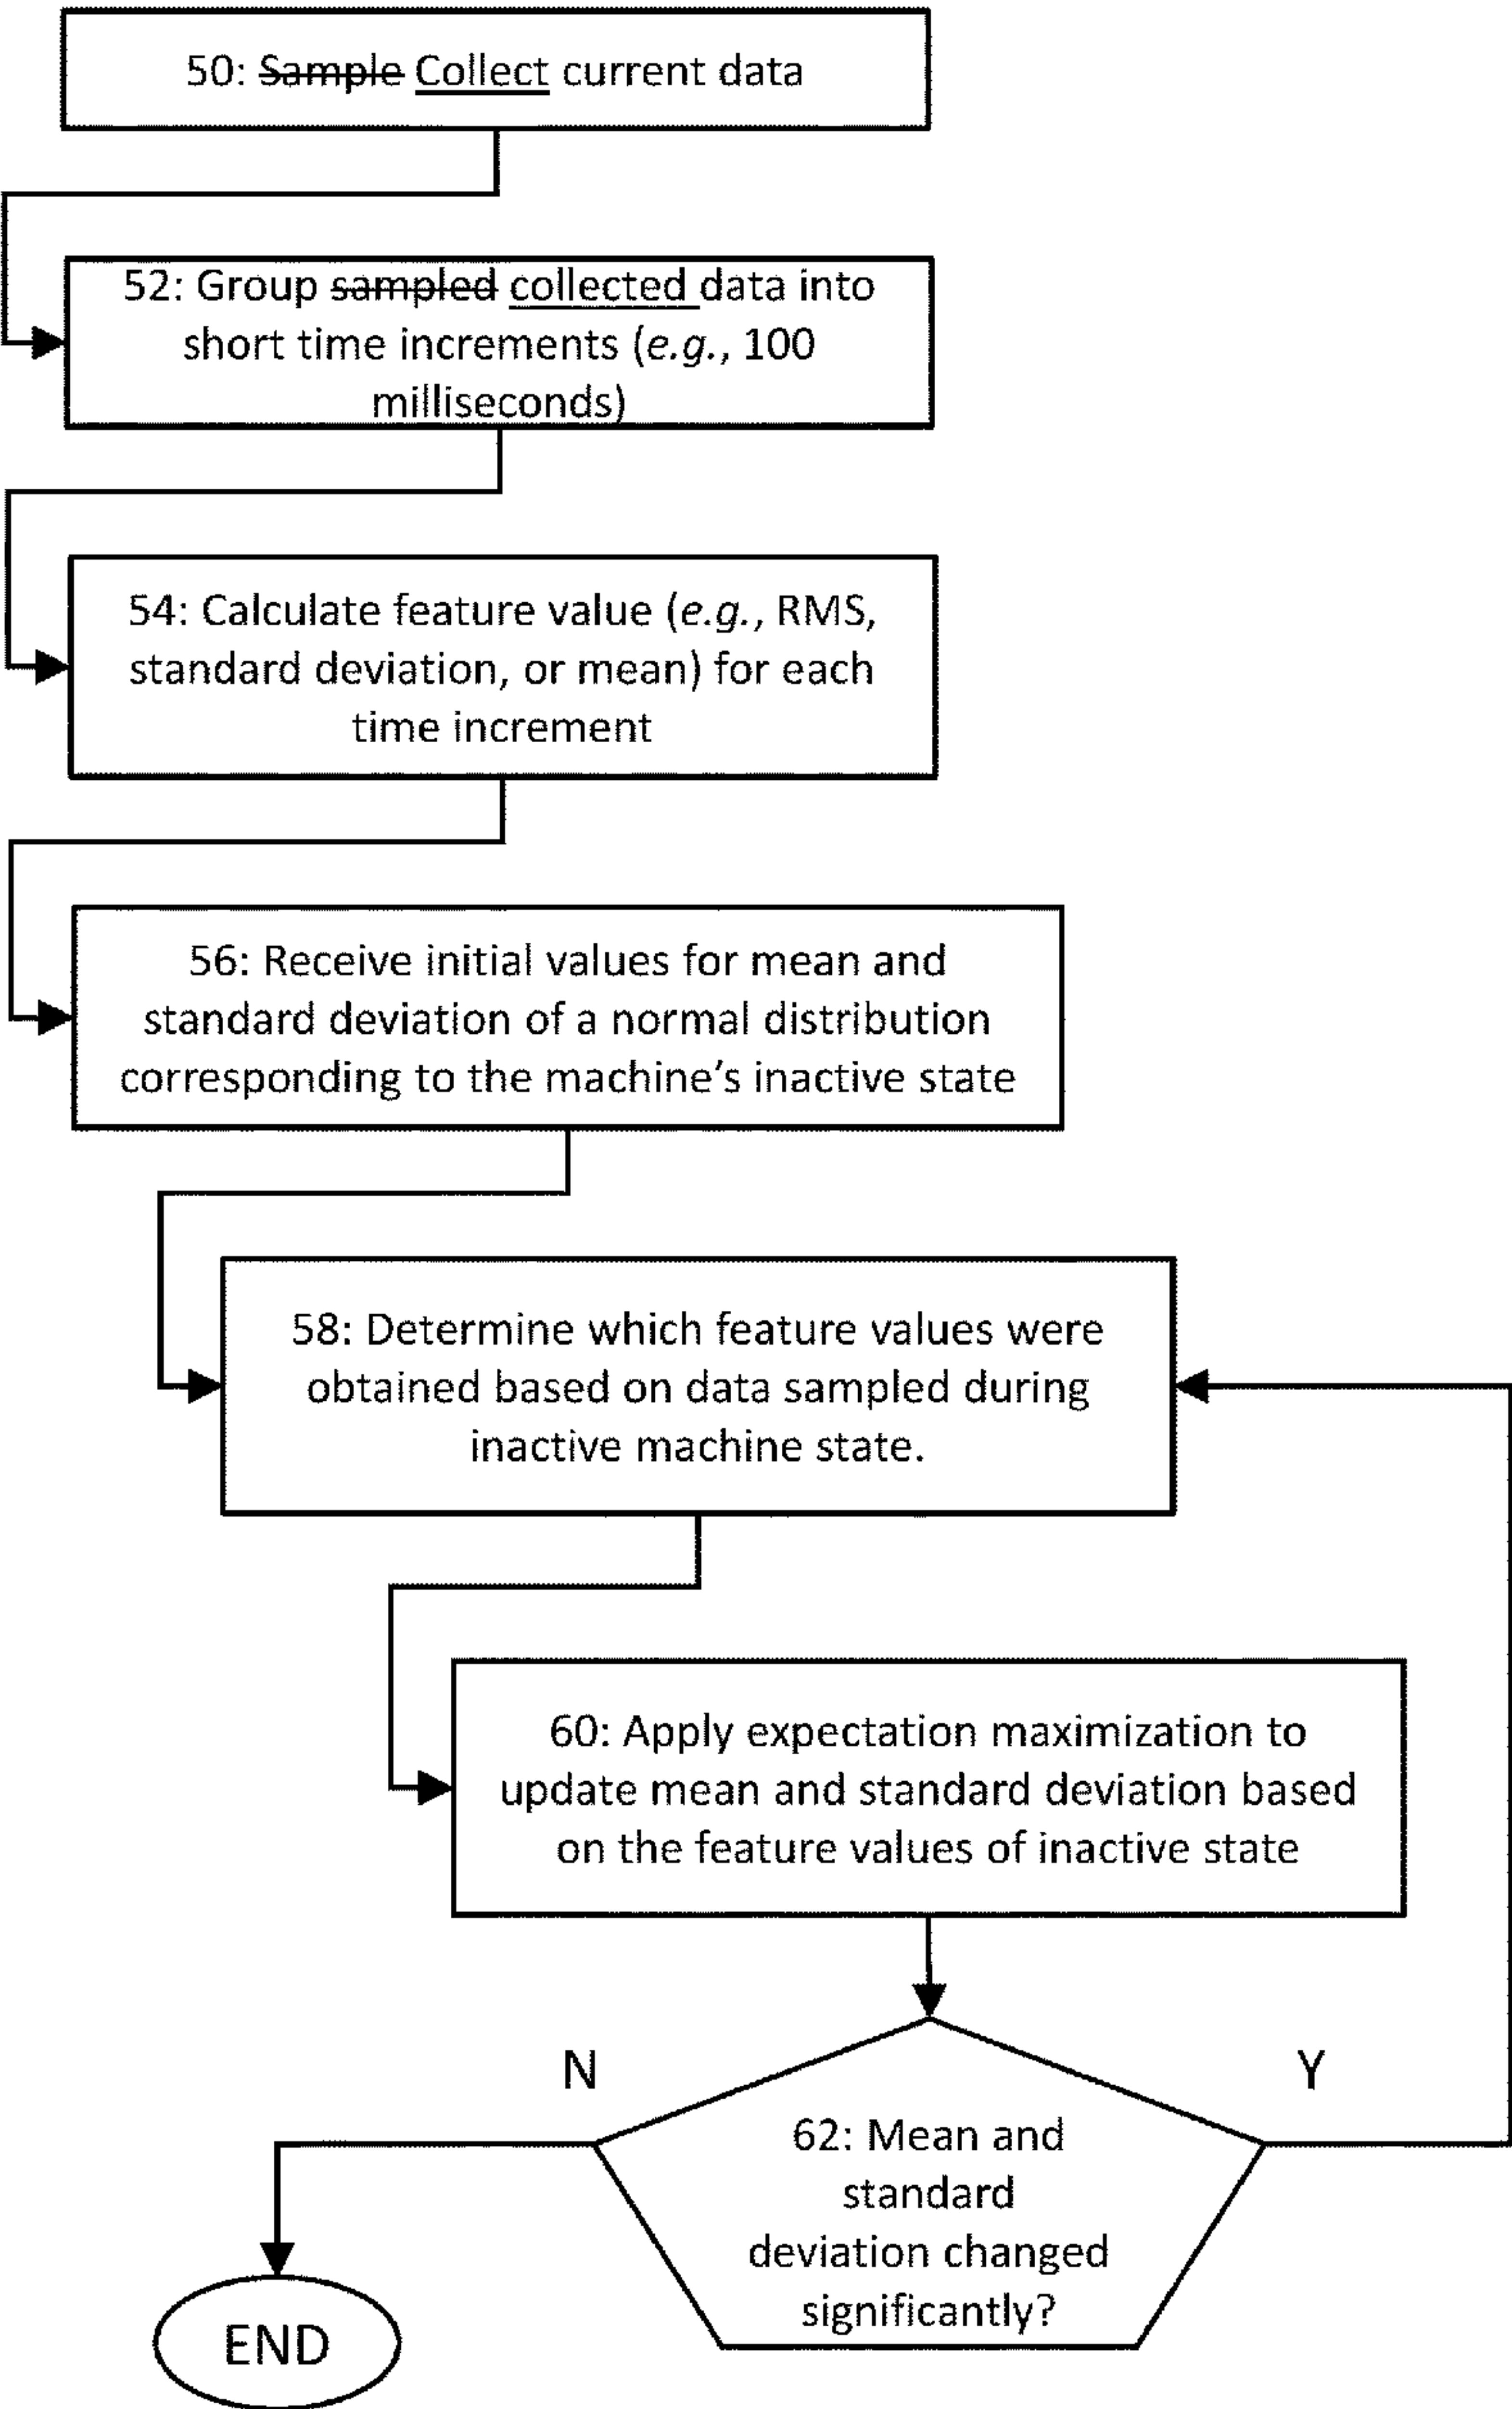 50: Sample Collect current data
52: Group sampled collected data into
short time increments (e.g., 100
milliseconds)
54: Calculate feature value (e.g., RMS,
standard deviation, or mean) for each
time increment
56: Receive initial values for mean and
standard deviation of a normal distribution
corresponding to the machine’s inactive state
58: Determine which feature values were
obtained based on data sampled during
inactive machine state.
60: Apply expectation maximization to
update mean and standard deviation based
on the feature values of inactive state
N
Y
62: Mean and
standard
deviation changed
significantly?
END